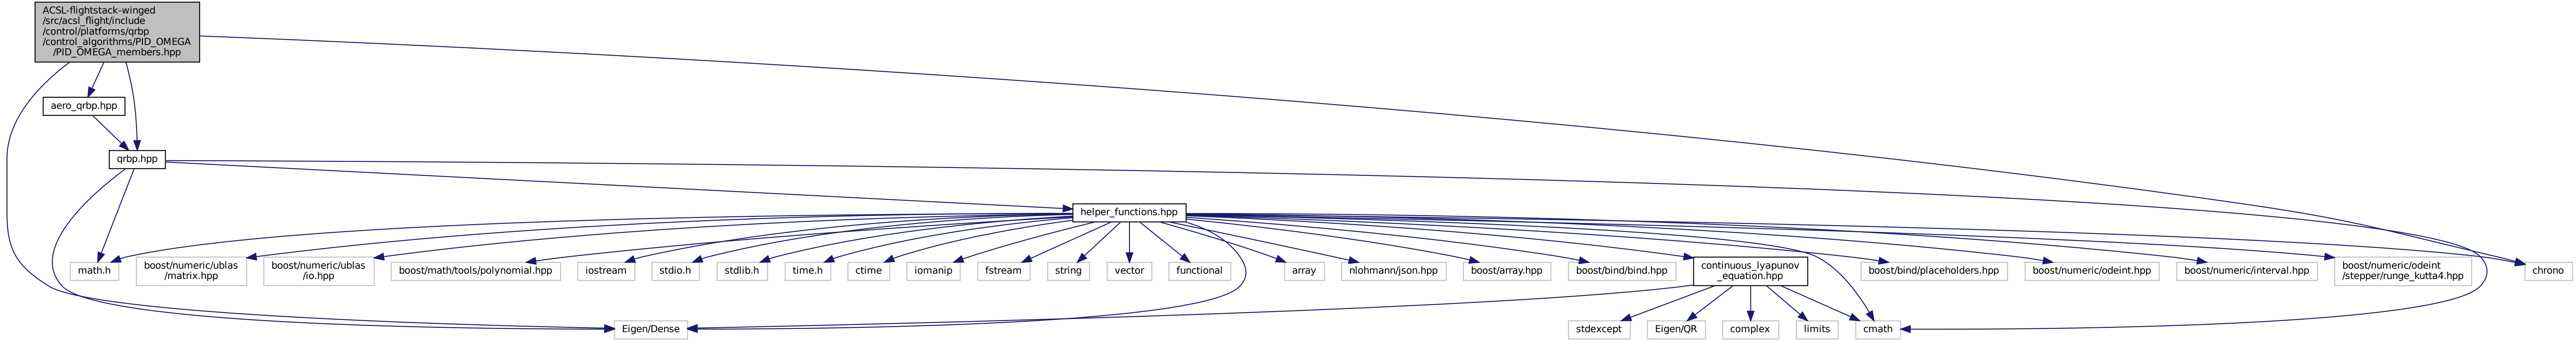 ACSL-flightstack-winged
/src/acsl_flight/include
/control/platforms/qrbp
/control_algorithms/PID_OMEGA
/PID_OMEGA_members.hpp
aero_qrbp.hpp
qrbp.hpp
helper_functions.hpp
math.h
boost/numeric/ublas
/matrix.hpp
boost/numeric/ublas
/io.hpp
boost/math/tools/polynomial.hpp
iostream
stdio.h
stdlib.h
time.h
ctime
iomanip
fstream
string
vector
functional
array
nlohmann/json.hpp
boost/array.hpp
boost/bind/bind.hpp
continuous_lyapunov
_equation.hpp
boost/bind/placeholders.hpp
boost/numeric/odeint.hpp
boost/numeric/interval.hpp
boost/numeric/odeint
/stepper/runge_kutta4.hpp
chrono
Eigen/Dense
stdexcept
Eigen/QR
complex
limits
cmath